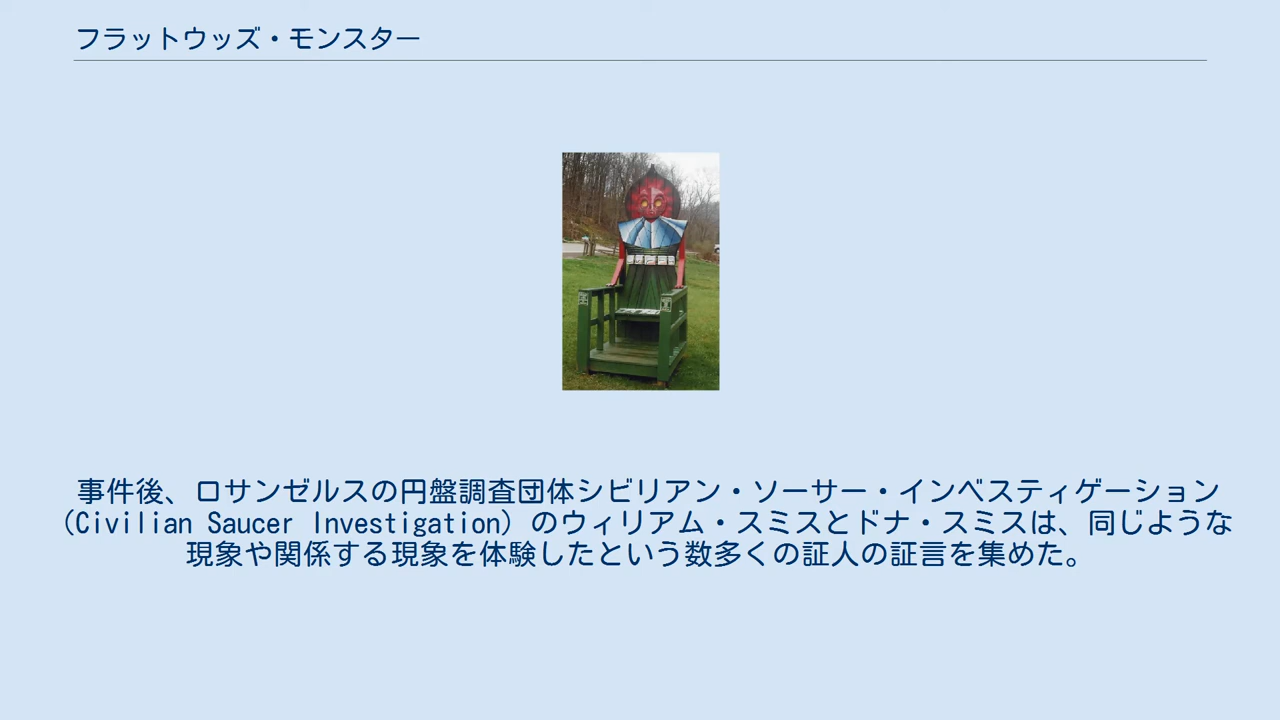 フラットウッズ・モンスター
事件後、ロサンゼルスの円盤調査団体シビリアン・ソーサー・インベスティゲーション
(Civilian Saucer Investigation) のウィリアム・スミスとドナ・スミスは、同じような
現象や関係する現象を体験したという数多くの証人の証言を集めた。